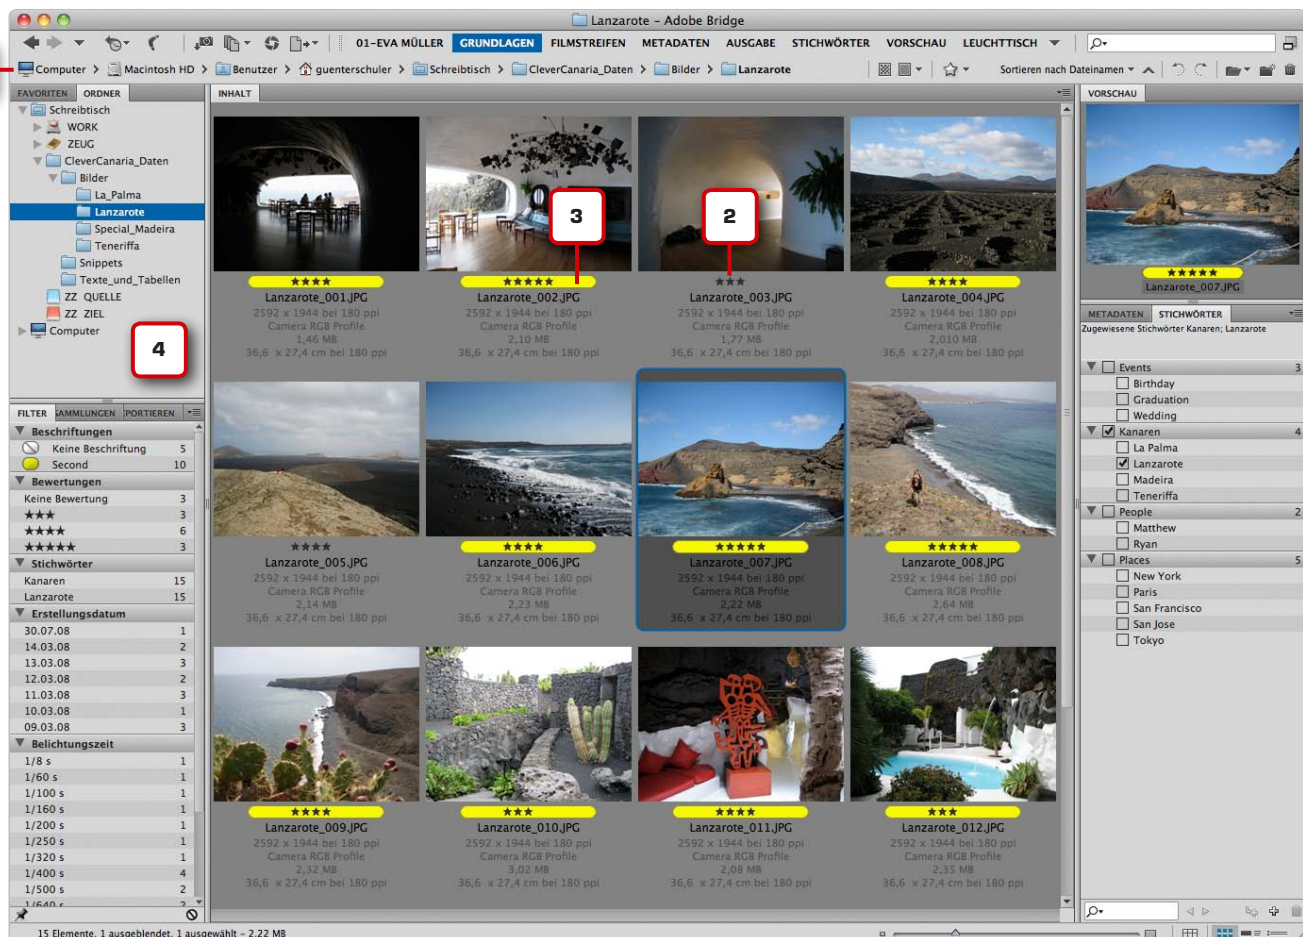 Lanzarote – Adobe Bridge
01-EVA MÜLLER GRUNDLAGEN FILMSTREIFEN METADATEN AUSGABE STICHWÖRTER VORSCHAU LEUCHTTISCH
Computer > Macintosh HD > Benutzer > guenterschuler > Schreibtisch > CleverCanaria_Daten > Bilder > Lanzarote
Sortieren nach Dateinamen
FAVORITEN ORDNER
Schreibtisch
WORK
ZEUG
CleverCanaria_Daten
Bilder
La_Palma
Lanzarote
Special_Madeira
Teneriffa
Snippets
Texte_und_Tabellen
ZZ QUELLE
ZZ ZIEL
Computer
4
FILTER AMMLUNGEN PORTIEREN
Beschriftungen
Keine Beschriftung 5
Second 10
Bewertungen
Keine Bewertung 3
★★★ 3
★★★★ 6
★★★★★ 3
Stichwörter
Kanaren 15
Lanzarote 15
Erstellungsdatum
30.07.08 1
14.03.08 2
13.03.08 3
12.03.08 2
11.03.08 3
10.03.08 1
09.03.08 3
Belichtungszeit
1/8 s 1
1/60 s 1
1/100 s 1
1/160 s 1
1/200 s 1
1/250 s 1
1/320 s 1
1/400 s 4
1/500 s 2
1/640 s 2
INHALT
3
2
Lanzarote_001.JPG
2592 x 1944 bei 180 ppi
Camera RGB Profile
1,46 MB
36,6 x 27,4 cm bei 180 ppi
Lanzarote_002.JPG
2592 x 1944 bei 180 ppi
Camera RGB Profile
2,10 MB
36,6 x 27,4 cm bei 180 ppi
Lanzarote_003.JPG
2592 x 1944 bei 180 ppi
Camera RGB Profile
1,77 MB
36,6 x 27,4 cm bei 180 ppi
Lanzarote_004.JPG
2592 x 1944 bei 180 ppi
Camera RGB Profile
2,010 MB
36,6 x 27,4 cm bei 180 ppi
Lanzarote_005.JPG
2592 x 1944 bei 180 ppi
Camera RGB Profile
2,14 MB
36,6 x 27,4 cm bei 180 ppi
Lanzarote_006.JPG
2592 x 1944 bei 180 ppi
Camera RGB Profile
2,23 MB
36,6 x 27,4 cm bei 180 ppi
Lanzarote_007.JPG
2592 x 1944 bei 180 ppi
Camera RGB Profile
2,22 MB
36,6 x 27,4 cm bei 180 ppi
Lanzarote_008.JPG
2592 x 1944 bei 180 ppi
Camera RGB Profile
2,64 MB
36,6 x 27,4 cm bei 180 ppi
Lanzarote_009.JPG
2592 x 1944 bei 180 ppi
Camera RGB Profile
2,32 MB
36,6 x 27,4 cm bei 180 ppi
Lanzarote_010.JPG
2592 x 1944 bei 180 ppi
Camera RGB Profile
3,02 MB
36,6 x 27,4 cm bei 180 ppi
Lanzarote_011.JPG
2592 x 1944 bei 180 ppi
Camera RGB Profile
2,08 MB
36,6 x 27,4 cm bei 180 ppi
Lanzarote_012.JPG
2592 x 1944 bei 180 ppi
Camera RGB Profile
2,35 MB
36,6 x 27,4 cm bei 180 ppi
VORSCHAU
Lanzarote_007.JPG
METADATEN STICHWÖRTER
Zugewiesene Stichwörter Kanaren; Lanzarote
Events 3
Birthday
Graduation
Wedding
Kanaren 4
La Palma
Lanzarote
Madeira
Teneriffa
People 2
Matthew
Ryan
Places 5
New York
Paris
San Francisco
San Jose
Tokyo
15 Elemente, 1 ausgeblendet, 1 ausgewählt – 2,22 MB